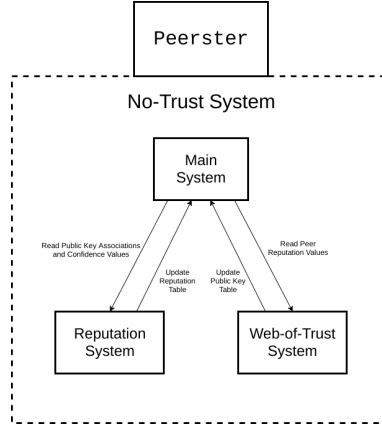 Peerster
No-Trust System
Main
System
Read Public Key Associations
and Confidence Values
Read Peer
Reputation Values
Update
Reputation
Table
Update
Public Key
Table
Reputation
System
Web-of-Trust
System